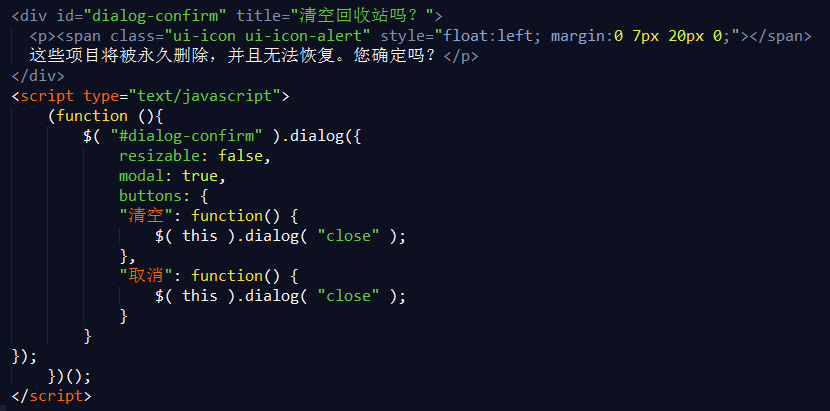 <div id="dialog-confirm" title="清空回收站吗？">
<p><span class="ui-icon ui-icon-alert" style="float:left; margin:0 7px 20px 0;"></span>
这些项目将被永久删除，并且无法恢复。您确定吗？</p>
</div>
<script type="text/javascript">
(function (){
$( "#dialog-confirm" ).dialog({
resizable: false,
modal: true,
buttons: {
"清空": function() {
$( this ).dialog( "close" );
},
"取消": function() {
$( this ).dialog( "close" );
}
}
});
})();
</script>